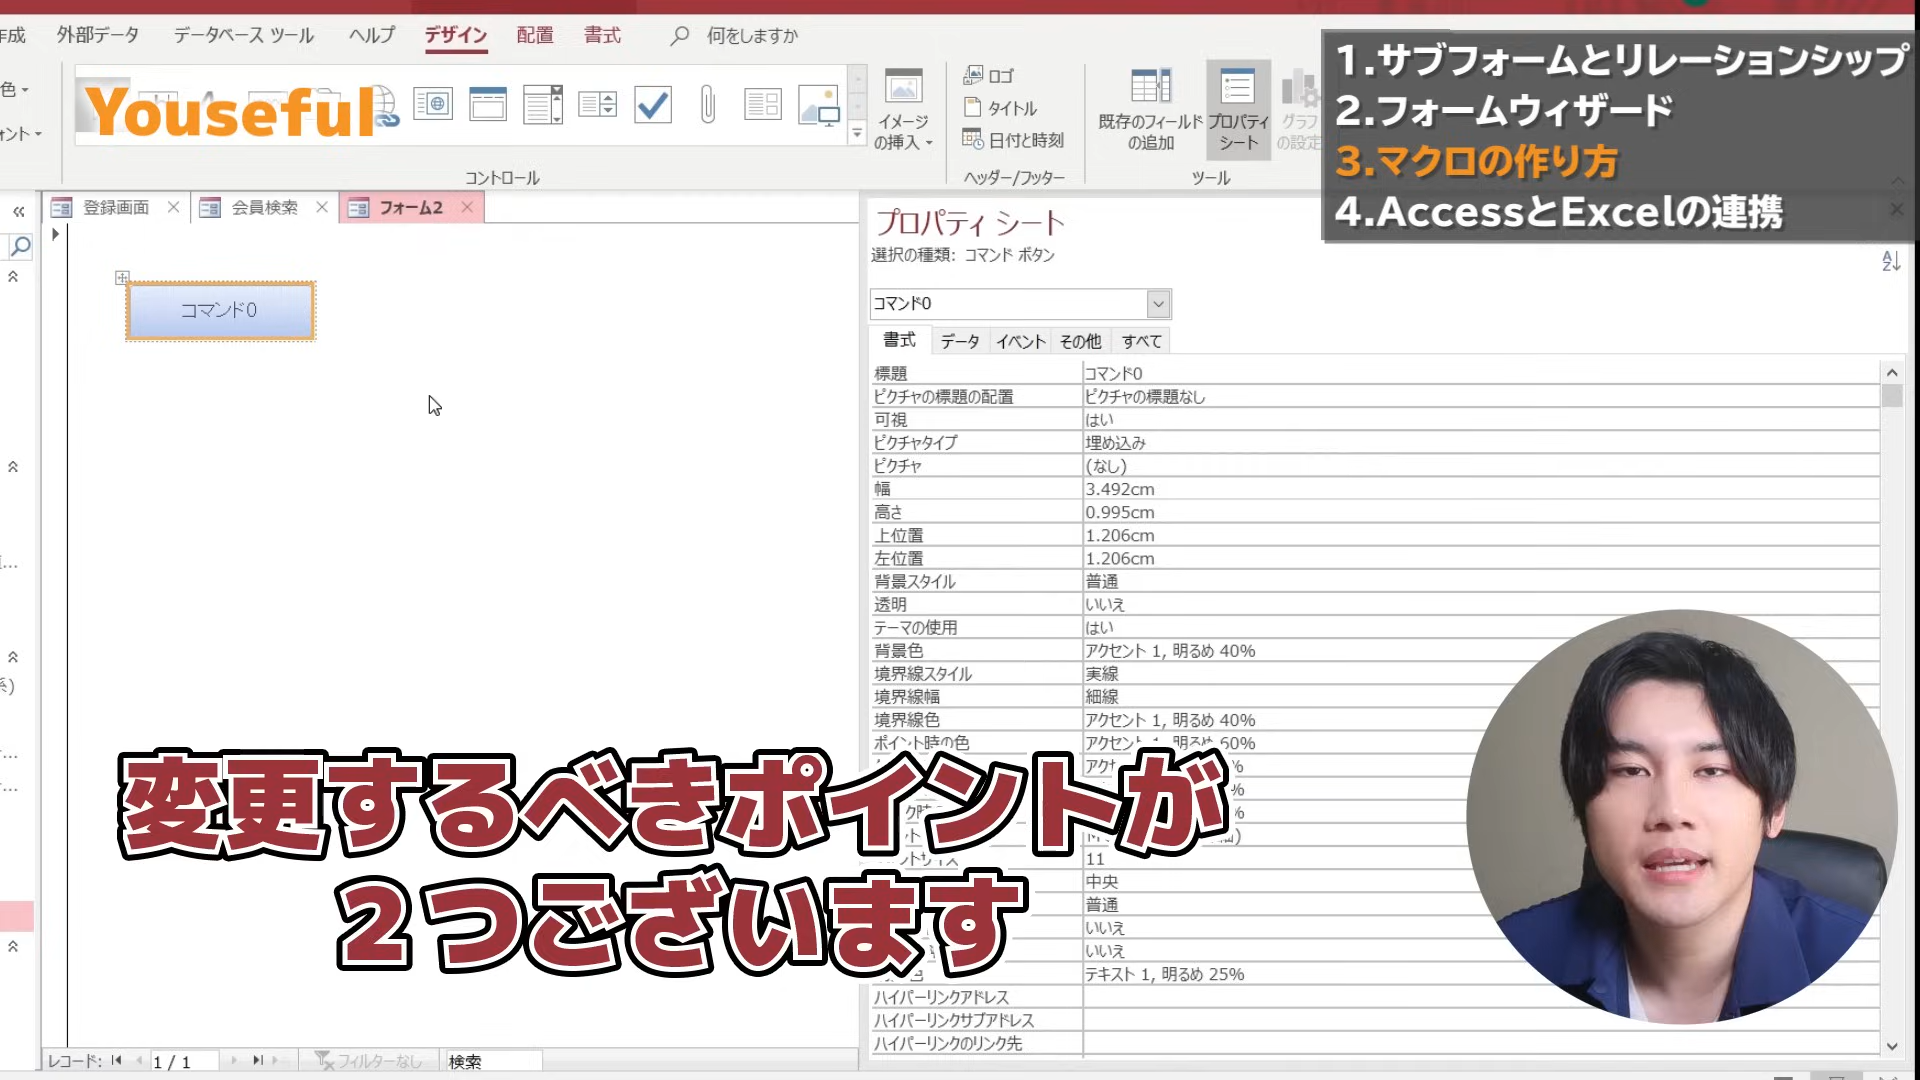 作成 外部データ データベース ツール ヘルプ デザイン 配置 書式 何をしますか
1.サブフォームとリレーションシップ
2.フォームウィザード
3.マクロの作り方
4.AccessとExcelの連携
Youseful
色
イメージ
の挿入
ロゴ
タイトル
日付と時刻
既存のフィールド
の追加
プロパティ
シート
グラフ
の設定
コントロール
ヘッダー/フッター
ツール
登録画面
会員検索
フォーム2
コマンド0
プロパティ シート
選択の種類: コマンド ボタン
コマンド0
書式 データ イベント その他 すべて
標題 コマンド0
ピクチャの標題の配置 ピクチャの標題なし
可視 はい
ピクチャタイプ 埋め込み
ピクチャ (なし)
幅 3.492cm
高さ 0.995cm
上位置 1.206cm
左位置 1.206cm
背景スタイル 普通
透明 いいえ
テーマの使用 はい
背景色 アクセント 1, 明るめ 40%
境界線スタイル 実線
境界線幅 細線
境界線色 アクセント 1, 明るめ 40%
ポイント時の色 アクセント 1, 明るめ 60%
11
中央
普通
いいえ
いいえ
テキスト 1, 明るめ 25%
ハイパーリンクアドレス
ハイパーリンクサブアドレス
ハイパーリンクのリンク先
変更するべきポイントが
2つございます
レコード: 1 / 1 フィルターなし 検索